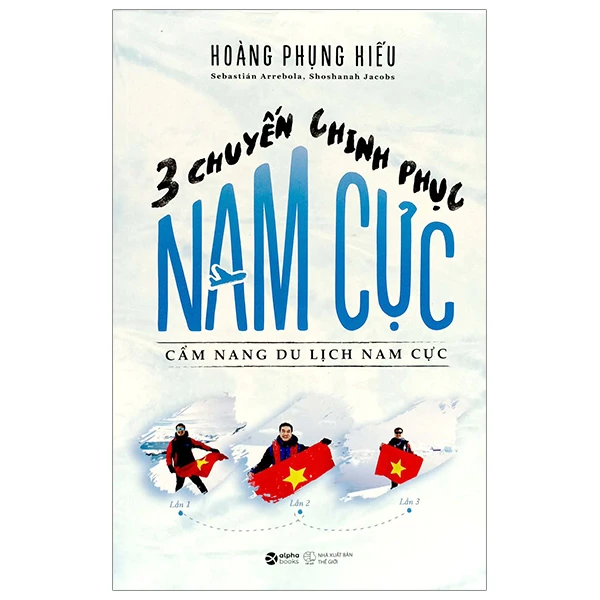 HOÀNG PHỤNG HIẾU
Sebastián Arrebola, Shoshanah Jacobs
3 CHUYẾN CHINH PHỤC
NAM CỰC
CẨM NANG DU LỊCH NAM CỰC
Lần 1
Lần 2
Lần 3
alpha books
NHÀ XUẤT BẢN
THẾ GIỚI